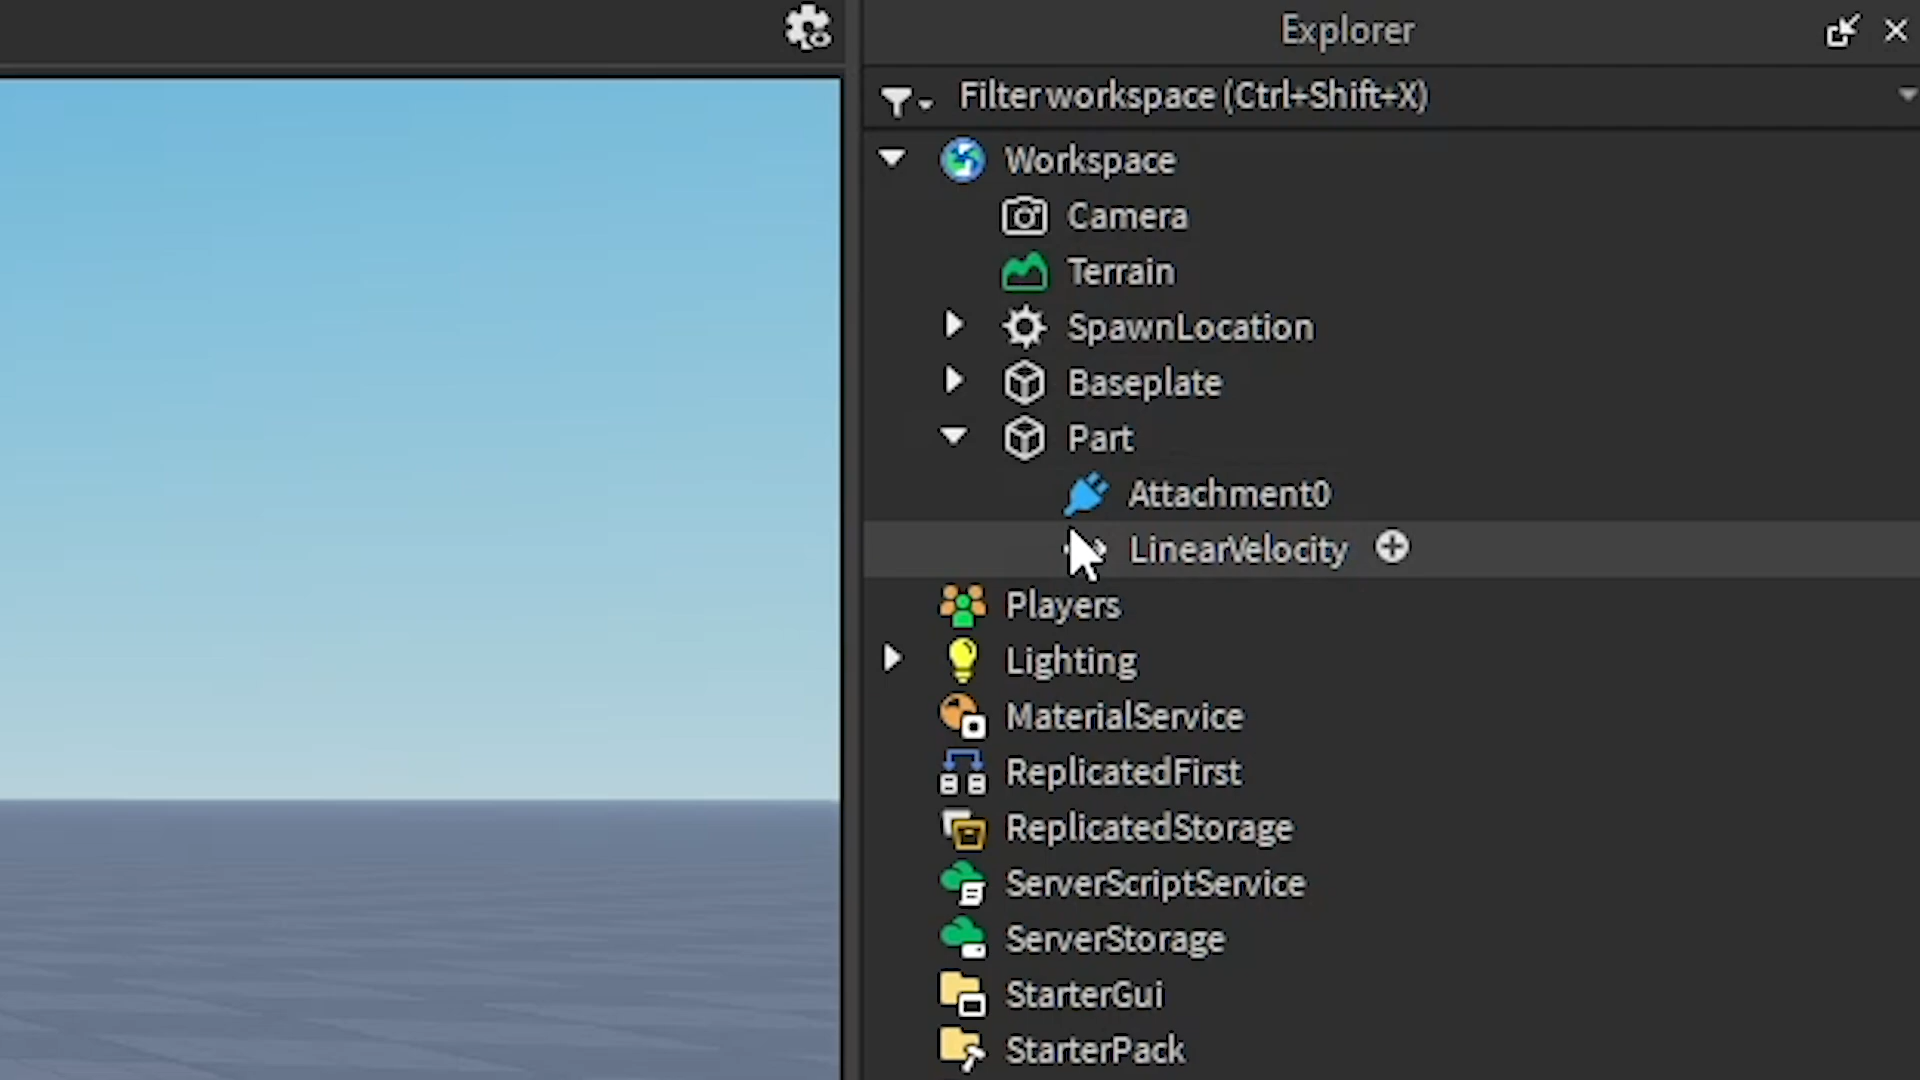 Explorer
Filter workspace (Ctrl+Shift+X)
Workspace
Camera
Terrain
SpawnLocation
Baseplate
Part
Attachment0
LinearVelocity
Players
Lighting
MaterialService
ReplicatedFirst
ReplicatedStorage
ServerScriptService
ServerStorage
StarterGui
StarterPack